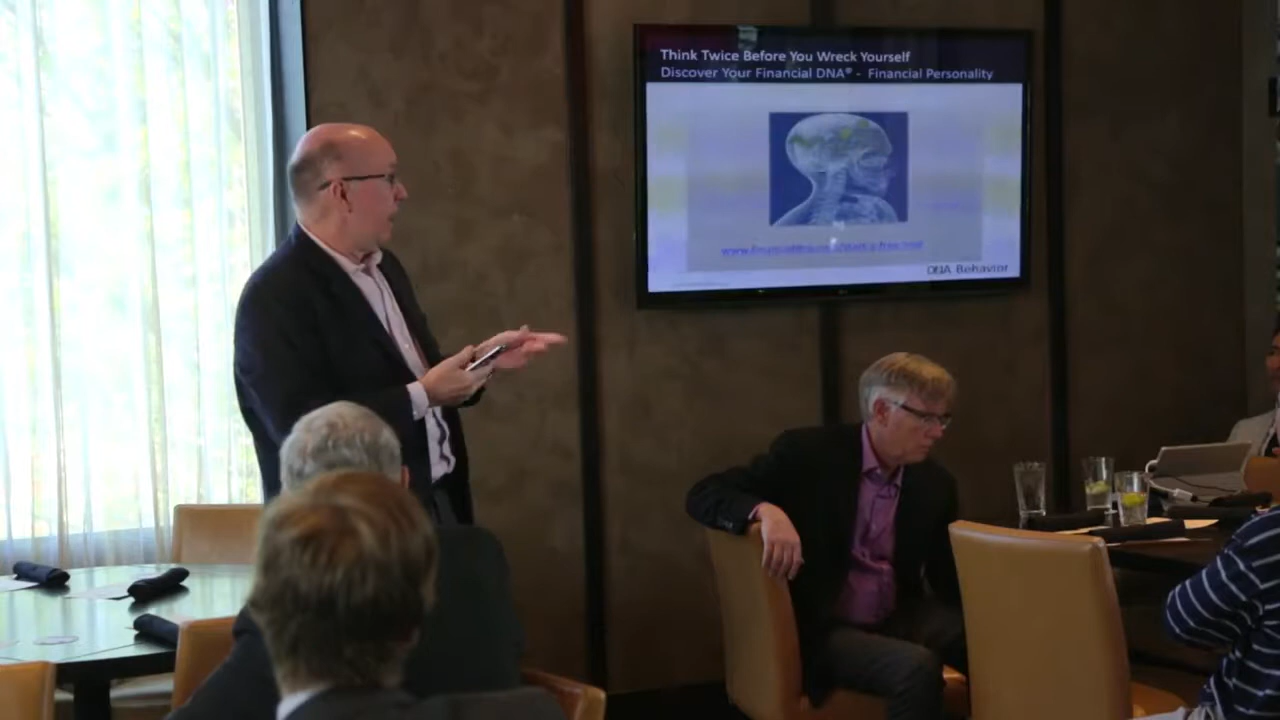 Think Twice Before You Wreck Yourself
Discover Your Financial DNA® - Financial Personality
DNA Behavior